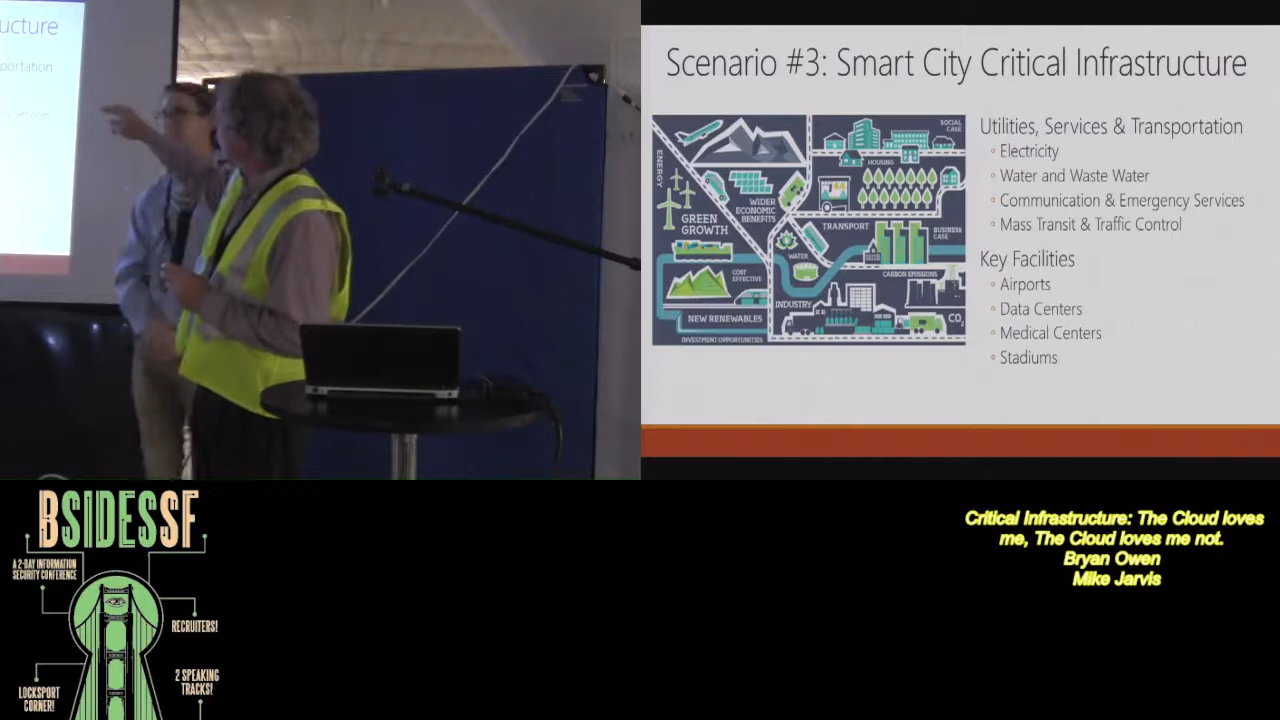 ucture
portation
Service
Scenario #3: Smart City Critical Infrastructure
SOCIAL
CASE
HOUSING
ENERGY
WIDER
ECONOMIC
BENEFITS
GREEN
GROWTH
TRANSPORT
BUSINESS
CASE
WATER
COST
EFFECTIVE
CARBON EMISSIONS
INDUSTRY
NEW RENEWABLES
CO2
INVESTMENT OPPORTUNITIES
Utilities, Services & Transportation
Electricity
Water and Waste Water
Communication & Emergency Services
Mass Transit & Traffic Control
Key Facilities
Airports
Data Centers
Medical Centers
Stadiums
BSIDESSF
A 2-DAY INFORMATION
SECURITY CONFERENCE
RECRUITERS!
LOCKSPORT
CORNER!
2 SPEAKING
TRACKS!
Critical Infrastructure: The Cloud loves
me, The Cloud loves me not.
Bryan Owen
Mike Jarvis